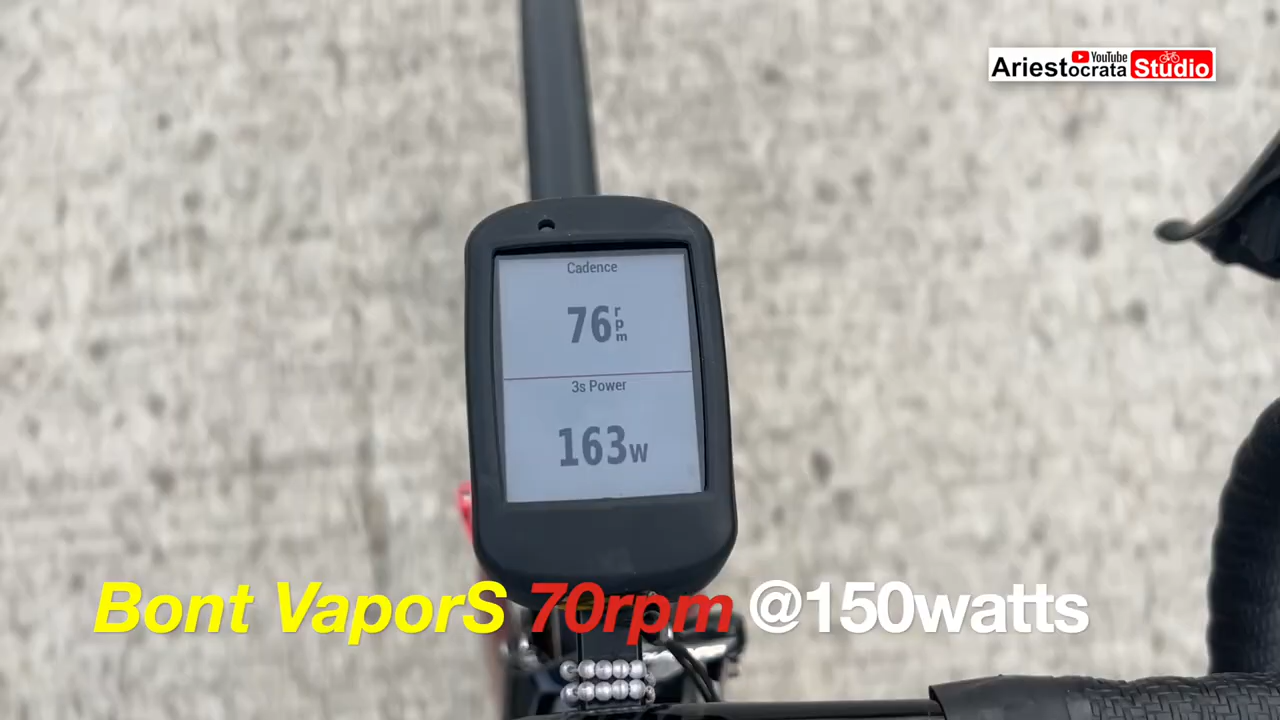 YouTube
Ariestocrata Studio
Cadence
76 rpm
3s Power
163w
Bont VaporS 70rpm @150watts